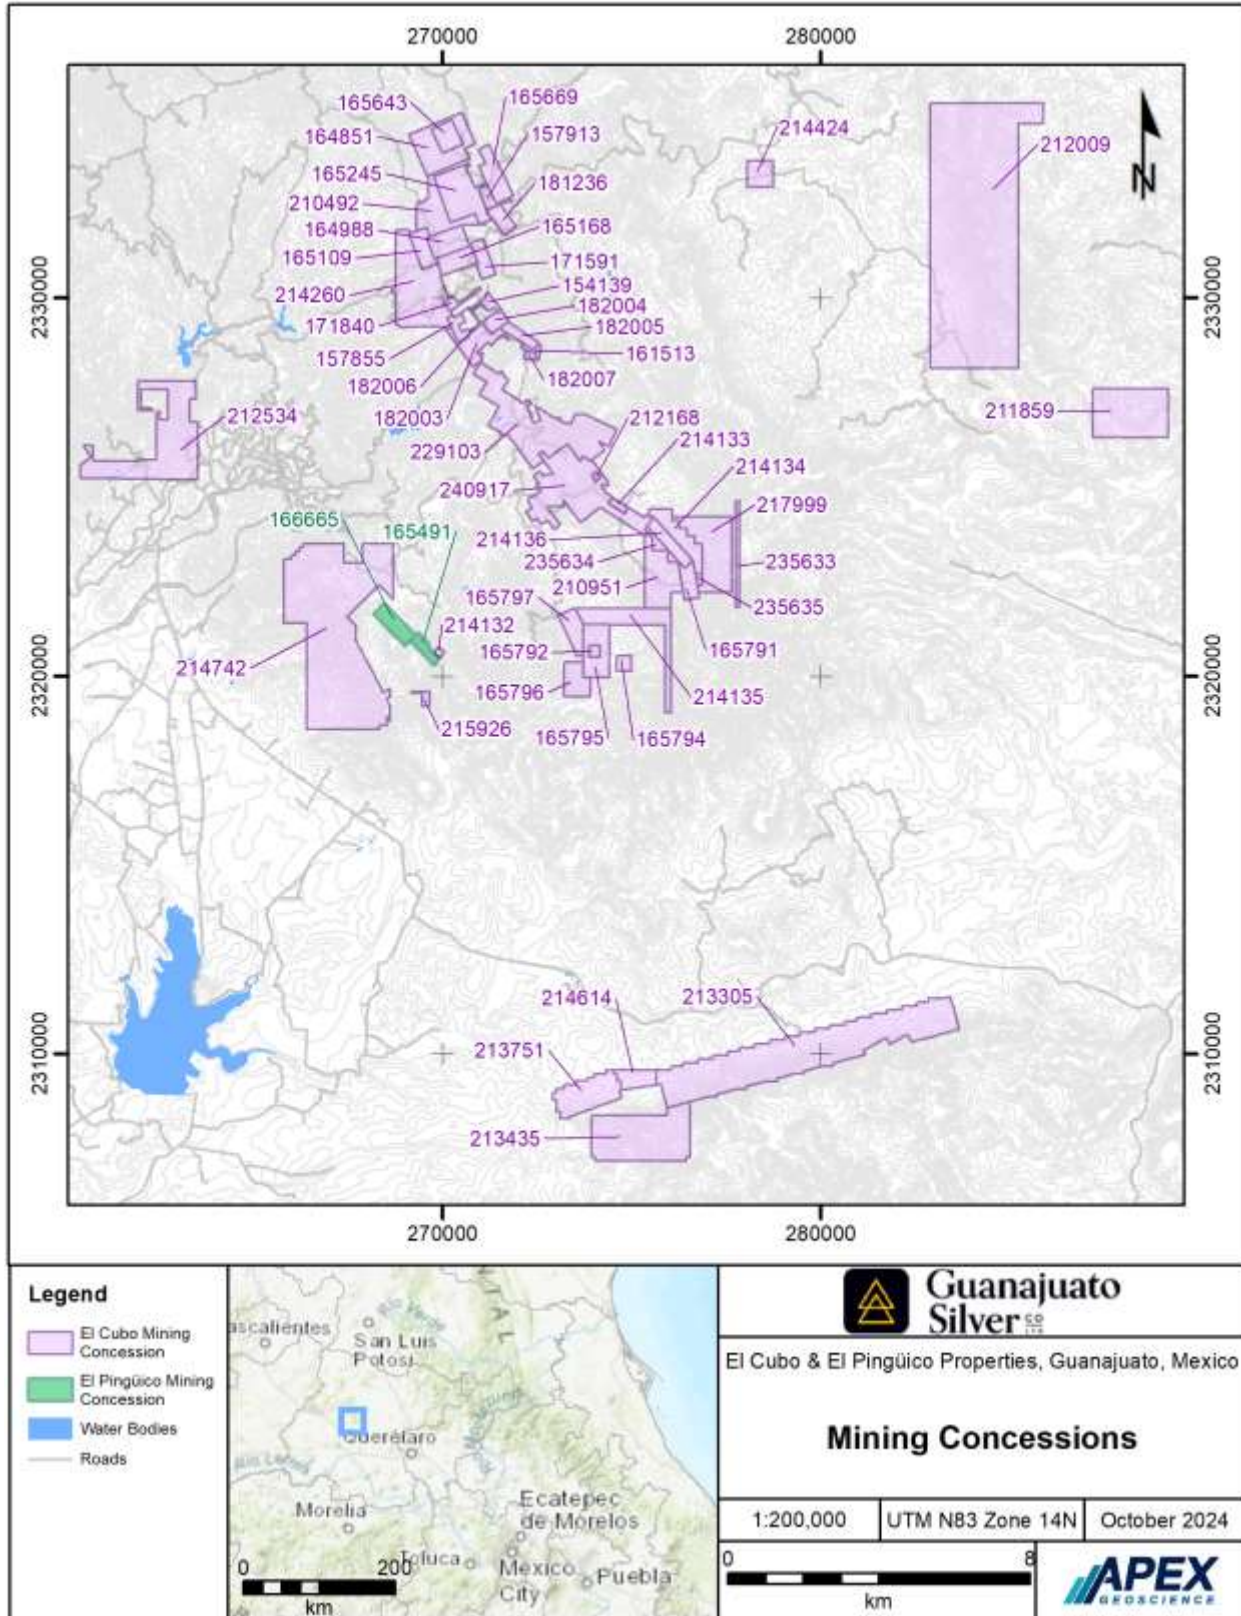 270000
280000
165643
165669
164851
157913
214424
212009
165245
181236
210492
N
164988
165168
165109
171591
214260
154139
182004
171840
182005
157855
161513
182006
182007
182003
212534
229103
212168
214133
211859
214134
240917
217999
166665
165491
214136
235634
235633
210951
235635
165797
214132
165792
165791
214742
165796
214135
215926
165795
165794
214614
213305
213751
213435
2330000
2320000
2310000
2330000
2320000
2310000
270000
280000
Legend
El Cubo Mining
Concession
El Pingüico Mining
Concession
Water Bodies
Roads
ascalientes
Rio Verde
San Luis
Potosi
Querétaro
Morelia
Ecatepec
de Morelos
Toluca
Mexico
City
Puebla
0
200
km
Guanajuato
Silver CO
LTD
El Cubo & El Pingüico Properties, Guanajuato, Mexico
Mining Concessions
1:200,000
UTM N83 Zone 14N
October 2024
0
8
km
APEX
GEOSCIENCE